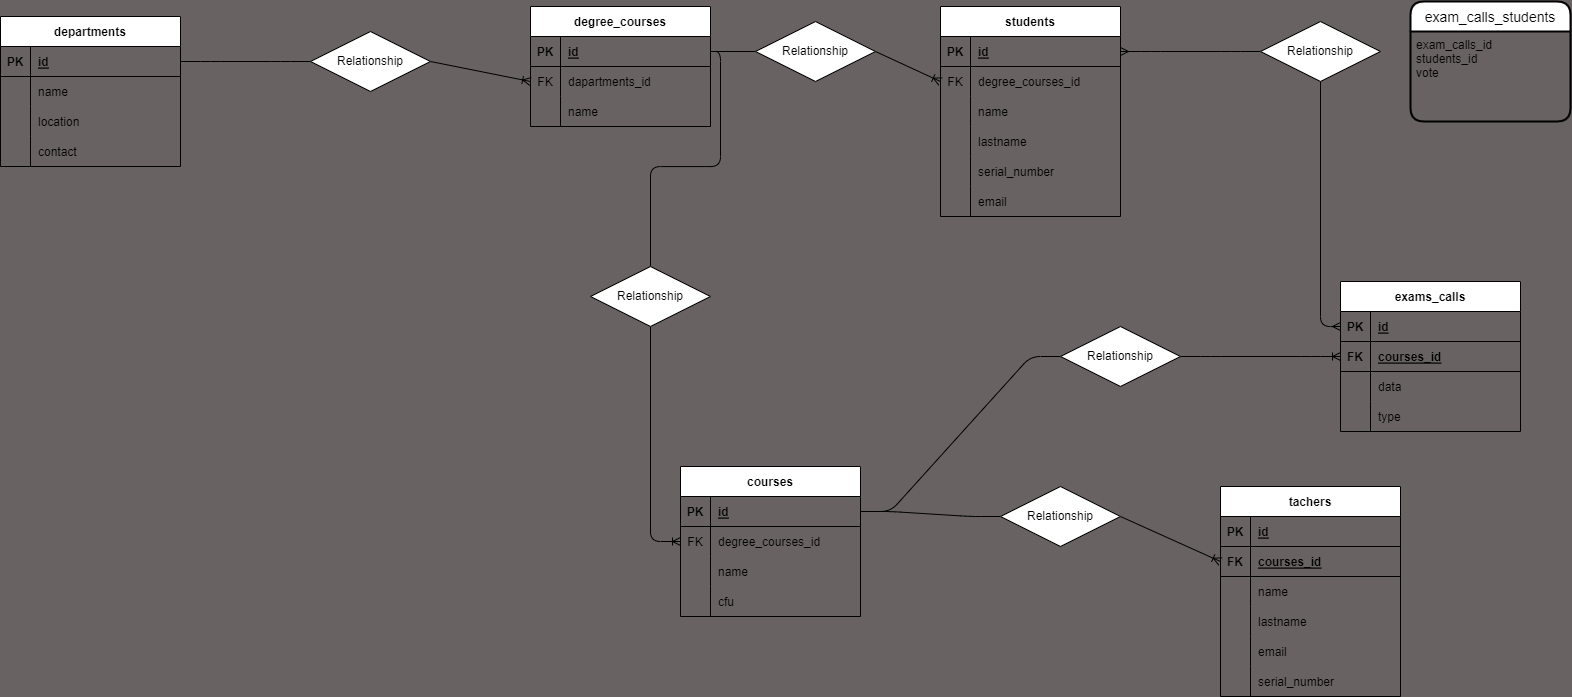 departments
PK id
name
location
contact
Relationship
degree_courses
PK id
FK dapartments_id
name
Relationship
students
PK id
FK degree_courses_id
name
lastname
serial_number
email
Relationship
exam_calls_students
exam_calls_id
students_id
vote
Relationship
exams_calls
PK id
FK courses_id
data
type
Relationship
courses
PK id
FK degree_courses_id
name
cfu
Relationship
tachers
PK id
FK courses_id
name
lastname
email
serial_number